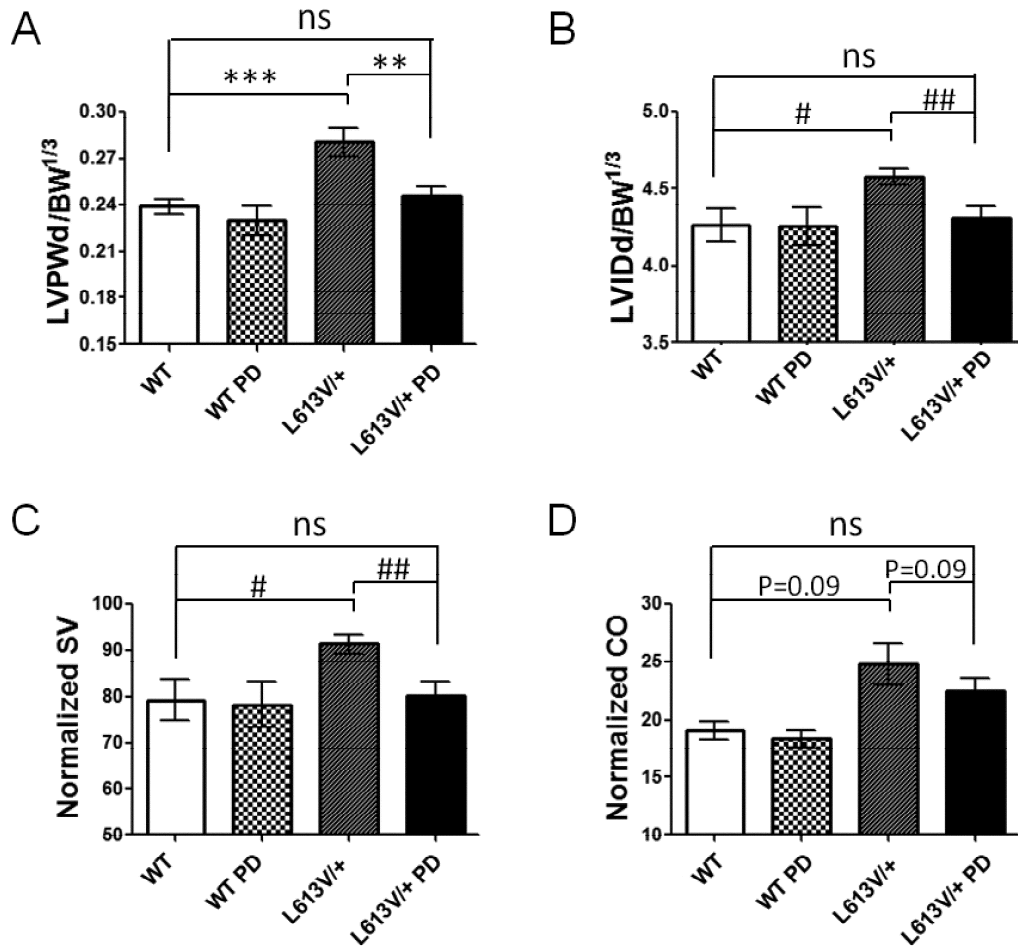 A
ns
***
**
LVPWd/BW1/3
0.30
0.27
0.24
0.21
0.18
0.15
WT
WT PD
L613V/+
L613V/+ PD
B
ns
#
##
LVIDd/BW1/3
5.0
4.5
4.0
3.5
WT
WT PD
L613V/+
L613V/+ PD
C
ns
#
##
Normalized SV
100
90
80
70
60
50
WT
WT PD
L613V/+
L613V/+ PD
D
ns
P=0.09
P=0.09
Normalized CO
30
25
20
15
10
WT
WT PD
L613V/+
L613V/+ PD